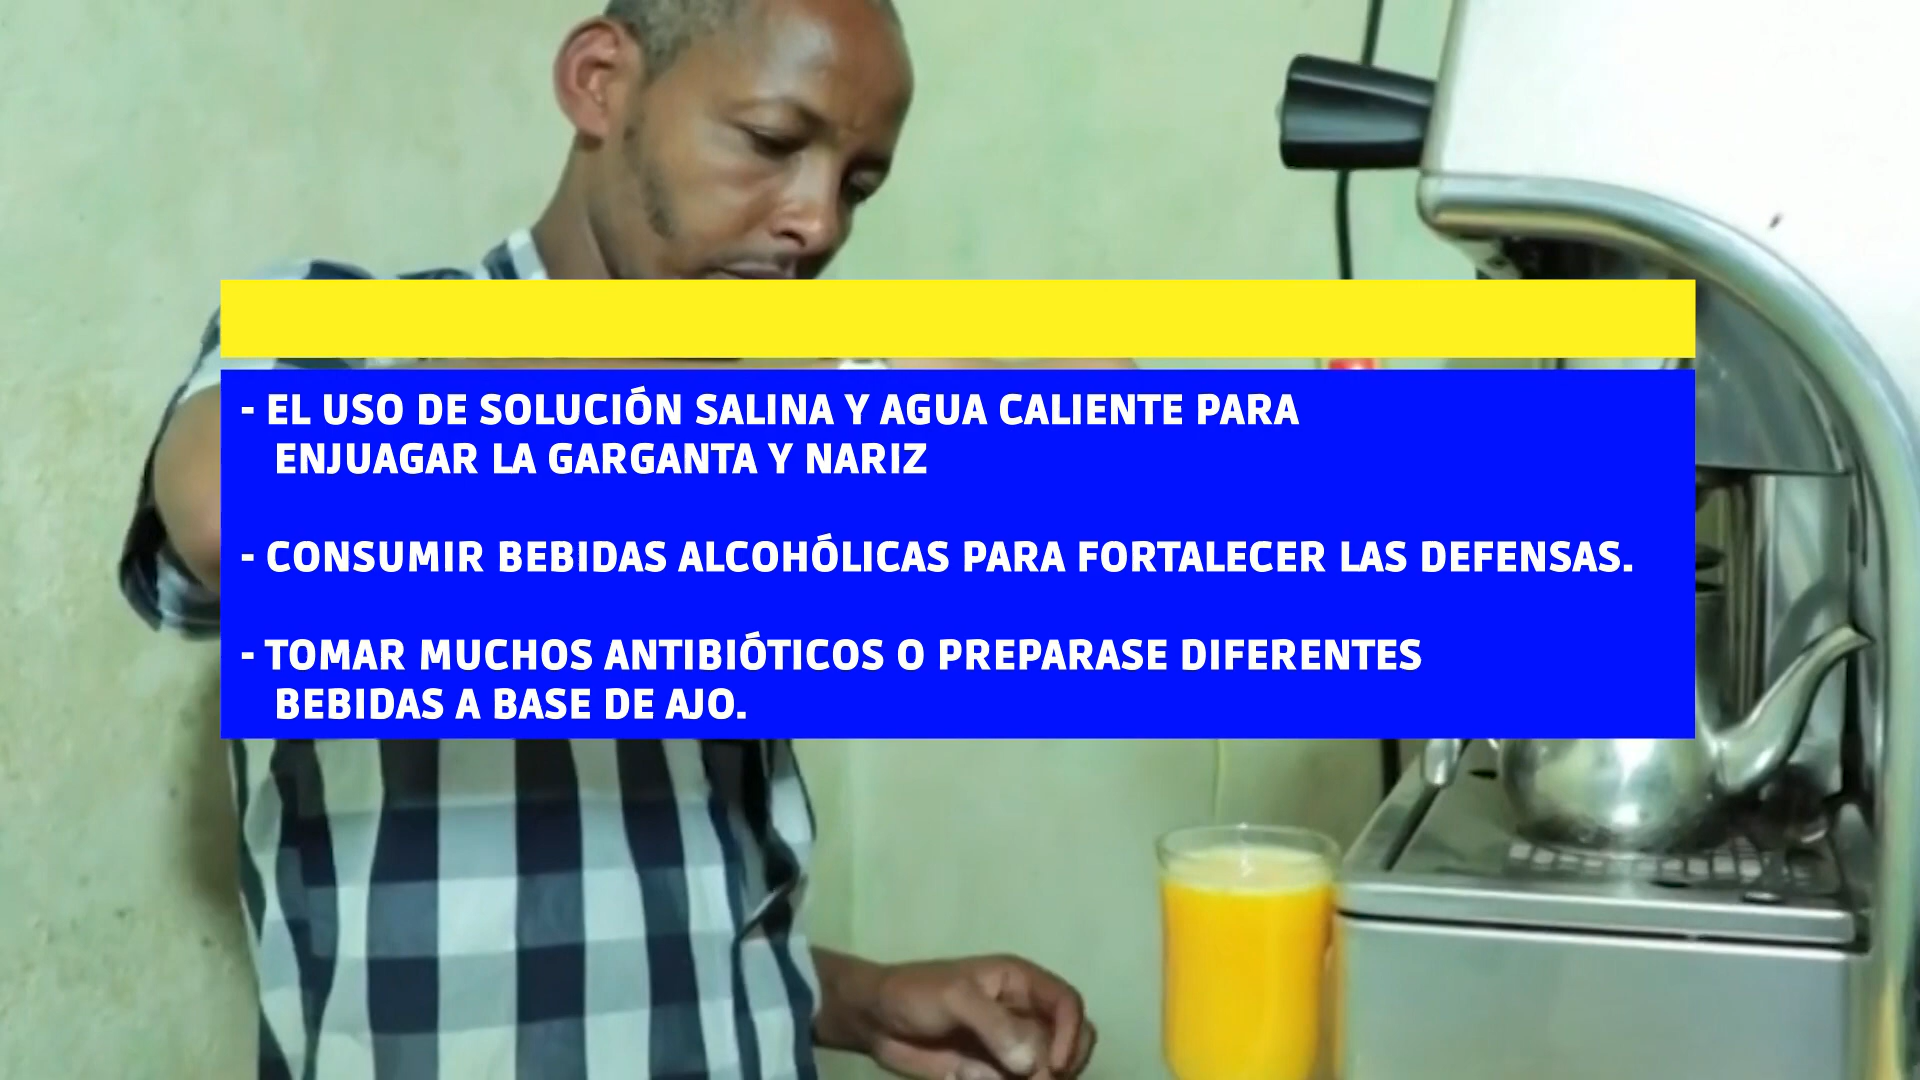 - EL USO DE SOLUCIÓN SALINA Y AGUA CALIENTE PARA
ENJUAGAR LA GARGANTA Y NARIZ
- CONSUMIR BEBIDAS ALCOHÓLICAS PARA FORTALECER LAS DEFENSAS.
- TOMAR MUCHOS ANTIBIÓTICOS O PREPARASE DIFERENTES
BEBIDAS A BASE DE AJO.